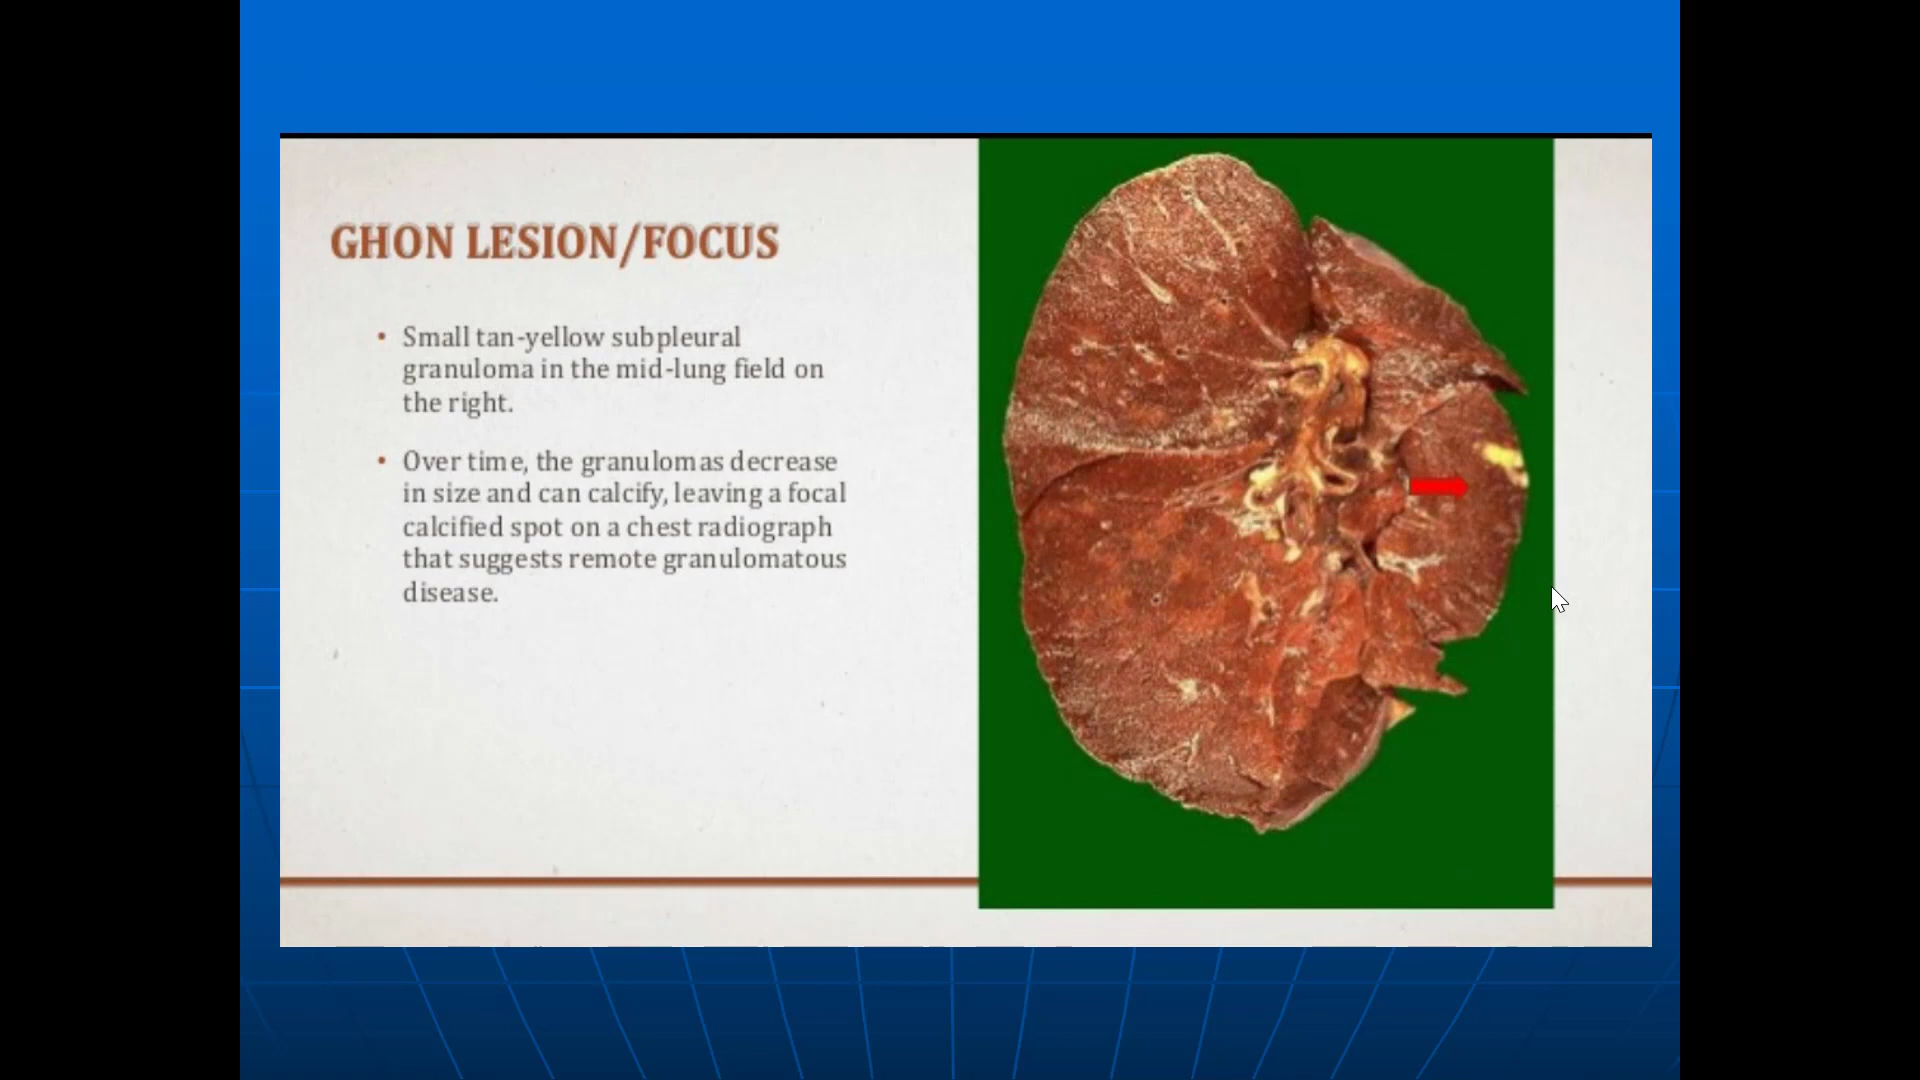 GHON LESION/FOCUS
• Small tan-yellow subpleural
granuloma in the mid-lung field on
the right.
• Over time, the granulomas decrease
in size and can calcify, leaving a focal
calcified spot on a chest radiograph
that suggests remote granulomatous
disease.